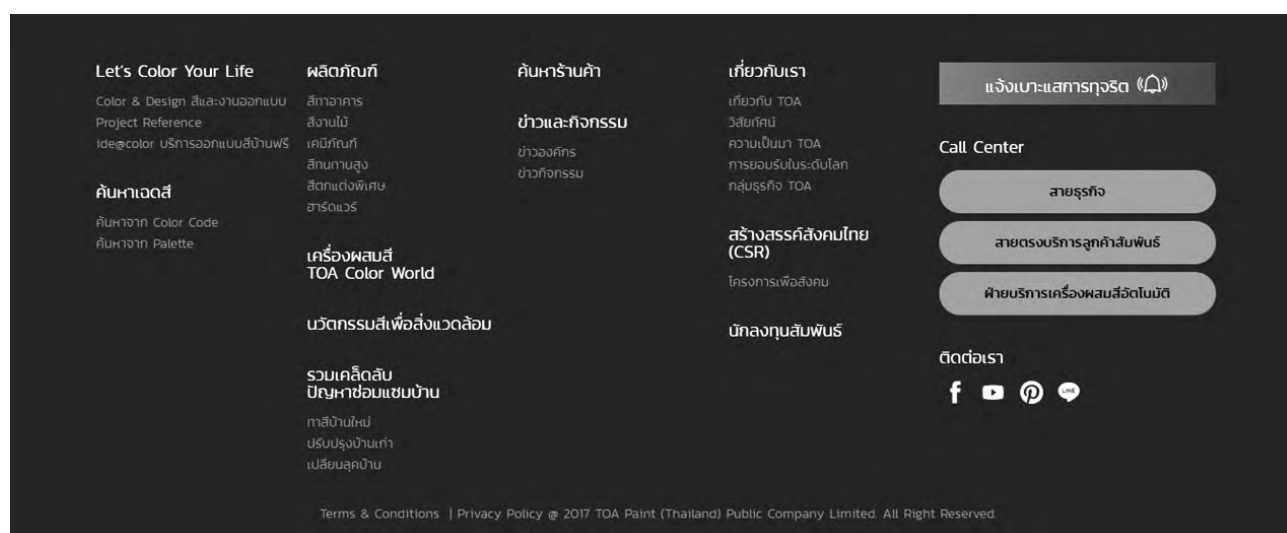 Let's Color Your Life
Color & Design สีและงานออกแบบ
Project Reference
ide@color บริการออกแบบสีบ้านฟรี
ค้นหาเฉดสี
ค้นหาจาก Color Code
ค้นหาจาก Palette
ผลิตภัณฑ์
สีทาอาคาร
สีงานไม้
เคมีภัณฑ์
สีทนทานสูง
สีตกแต่งพิเศษ
ฮาร์ดแวร์
เครื่องผสมสี
TOA Color World
นวัตกรรมสีเพื่อสิ่งแวดล้อม
รวมเคล็ดลับ
ปัญหาซ่อมแซมบ้าน
ทาสีบ้านใหม่
ปรับปรุงบ้านเก่า
เปลี่ยนลุคบ้าน
ค้นหาร้านค้า
ข่าวและกิจกรรม
ข่าวองค์กร
ข่าวกิจกรรม
เกี่ยวกับเรา
เกี่ยวกับ TOA
วิสัยทัศน์
ความเป็นมา TOA
การยอมรับในระดับโลก
กลุ่มธุรกิจ TOA
สร้างสรรค์สังคมไทย
(CSR)
โครงการเพื่อสังคม
นักลงทุนสัมพันธ์
แจ้งเบาะแสการทุจริต
Call Center
สายธุรกิจ
สายตรงบริการลูกค้าสัมพันธ์
ฝ่ายบริการเครื่องผสมสีอัตโนมัติ
ติดต่อเรา
LINE
Terms & Conditions | Privacy Policy @ 2017 TOA Paint (Thailand) Public Company Limited. All Right Reserved.